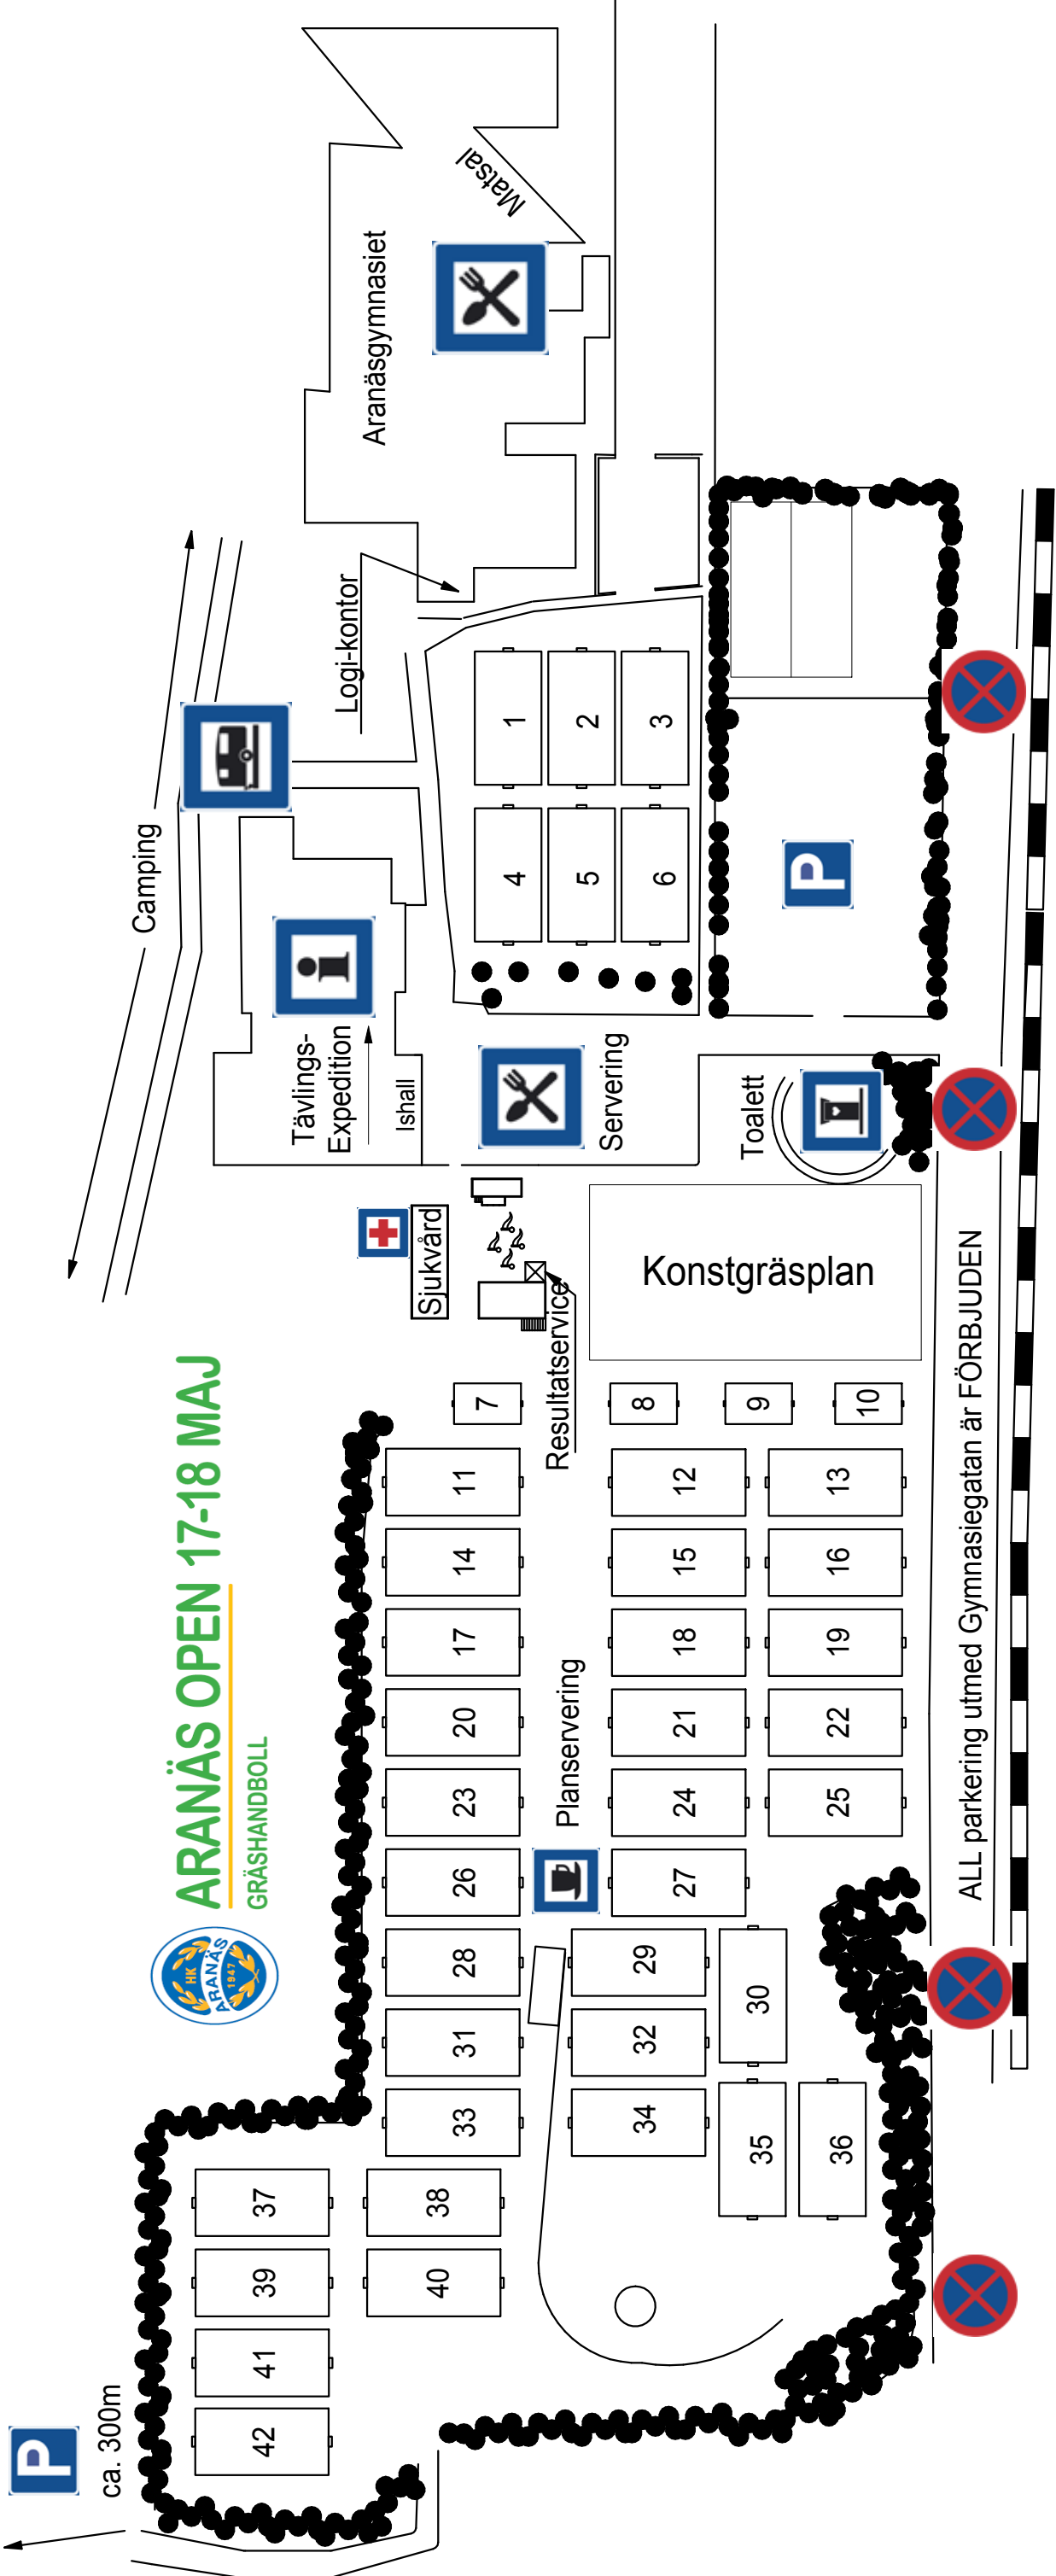 ARANÄS OPEN 17-18 MAJ
GRÄSHANDBOLL
HK
ARANÄS
1947
P
ca. 300m
Camping
Tävlings-
Expedition
Ishall
Logi-kontor
Aranäsgymnasiet
Matsal
Sjukvård
Servering
Resultatservice
Toalett
Konstgräsplan
Planservering
P
ALL parkering utmed Gymnasiegatan är FÖRBJUDEN
1
2
3
4
5
6
7
8
9
10
11
12
13
14
15
16
17
18
19
20
21
22
23
24
25
26
27
28
29
30
31
32
33
34
35
36
37
38
39
40
41
42